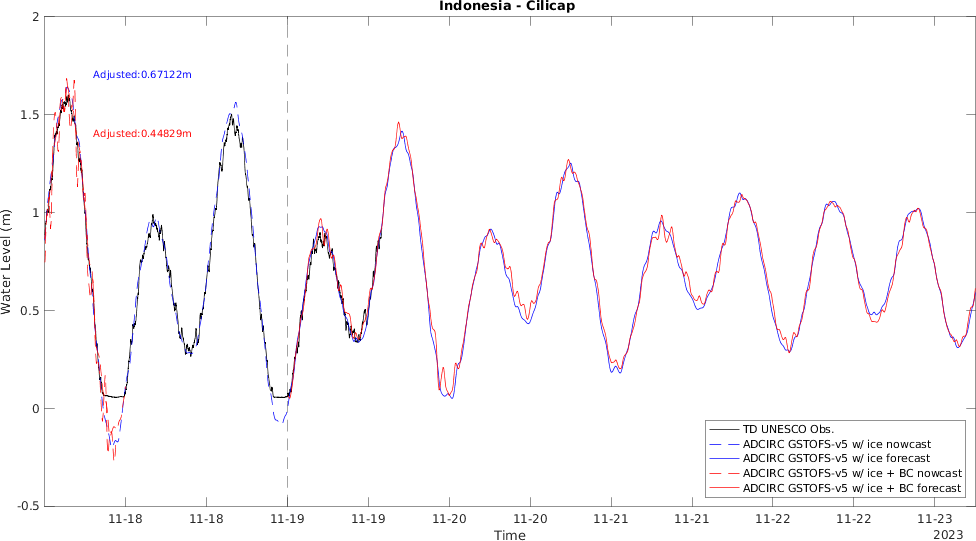 Indonesia - Cilicap
Adjusted:0.67122m
Adjusted:0.44829m
Water Level (m)
2
1.5
1
0.5
0
-0.5
TD UNESCO Obs.
ADCIRC GSTOFS-v5 w/ ice nowcast
ADCIRC GSTOFS-v5 w/ ice forecast
ADCIRC GSTOFS-v5 w/ ice + BC nowcast
ADCIRC GSTOFS-v5 w/ ice + BC forecast
11-18 11-18 11-19 11-19 11-20 11-20 11-21 11-21 11-22 11-22 11-23
Time
2023